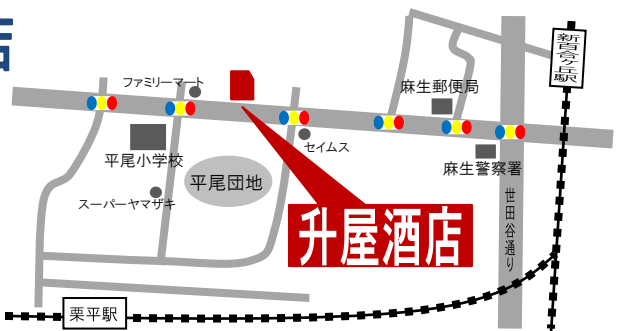 店
ファミリーマート
新百合ヶ丘駅
麻生郵便局
平尾小学校
セイムス
麻生警察署
平尾団地
スーパーヤマザキ
世田谷通り
升屋酒店
栗平駅